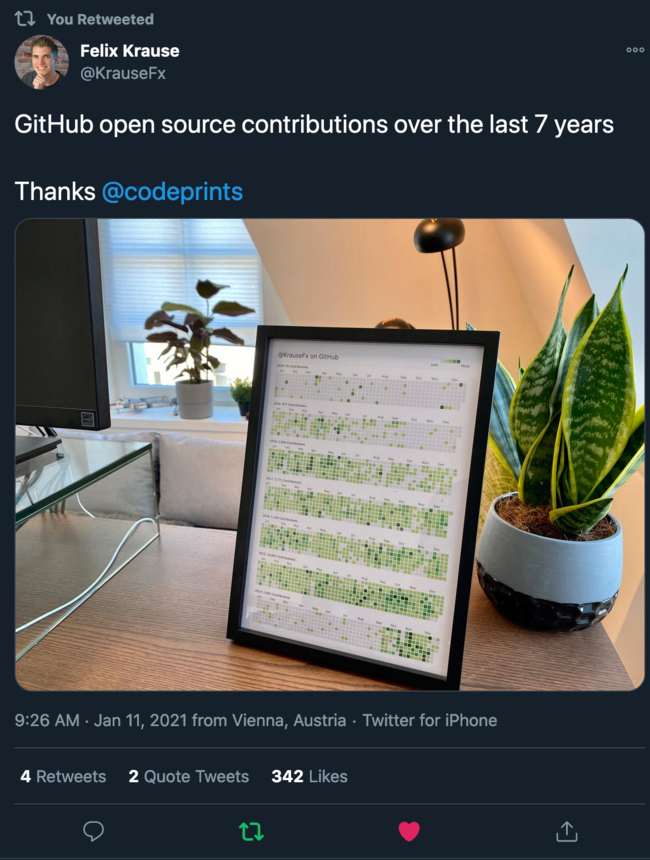 You Retweeted
Felix Krause
@KrauseFx
GitHub open source contributions over the last 7 years
Thanks @codeprints
@KrauseFx on GitHub
Less
More
9:26 AM · Jan 11, 2021 from Vienna, Austria · Twitter for iPhone
4 Retweets 2 Quote Tweets 342 Likes